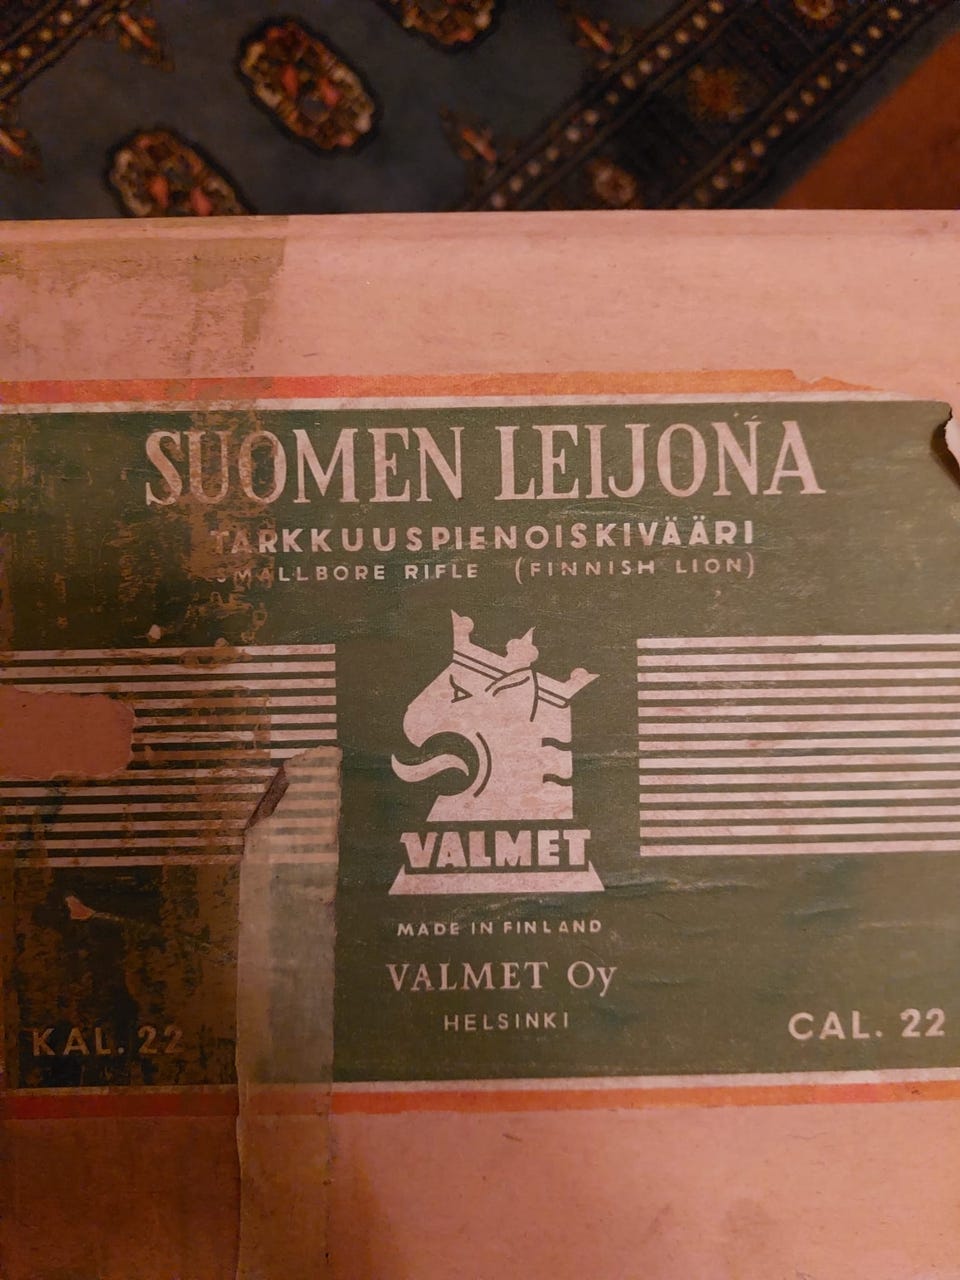 SUOMEN LEIJONA
TARKKUUSPIENOISKIVÄÄRI
SMALLBORE RIFLE (FINNISH LION)
VALMET
MADE IN FINLAND
VALMET Oy
HELSINKI
KAL. 22
CAL. 22